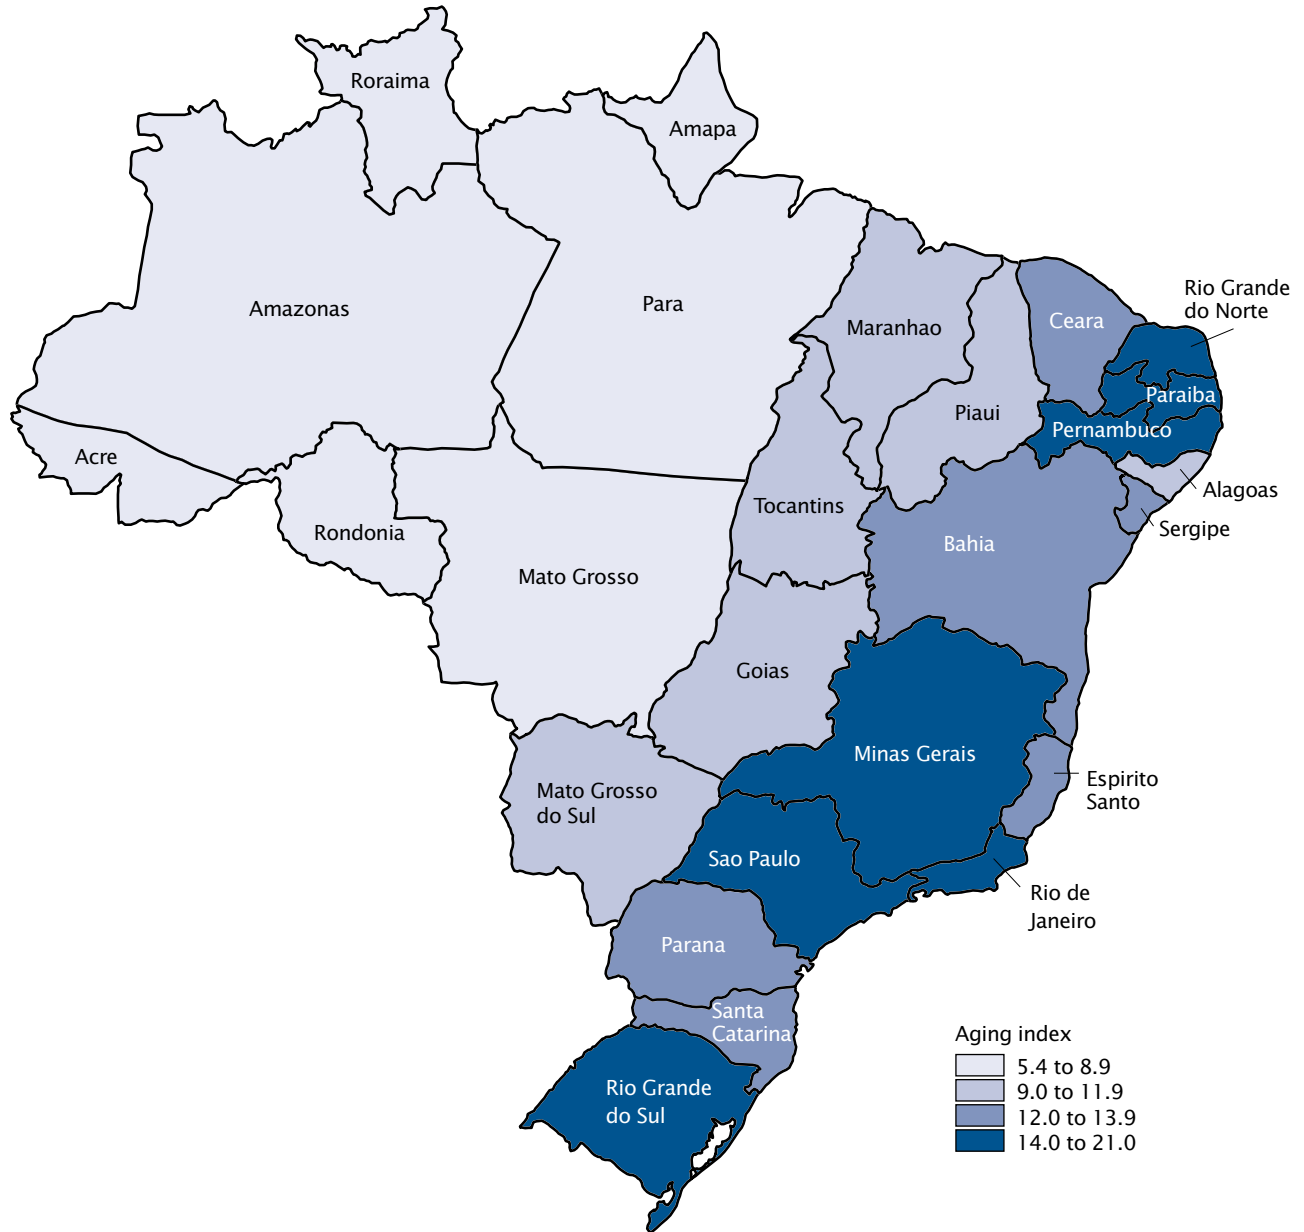 Roraima
Amapa
Amazonas
Para
Rio Grande
do Norte
Maranhao
Ceara
Piaui
Paraiba
Pernambuco
Acre
Alagoas
Tocantins
Sergipe
Rondonia
Bahia
Mato Grosso
Goias
Minas Gerais
Espirito
Santo
Mato Grosso
do Sul
Sao Paulo
Rio de
Janeiro
Parana
Santa
Catarina
Rio Grande
do Sul
Aging index
5.4 to 8.9
9.0 to 11.9
12.0 to 13.9
14.0 to 21.0